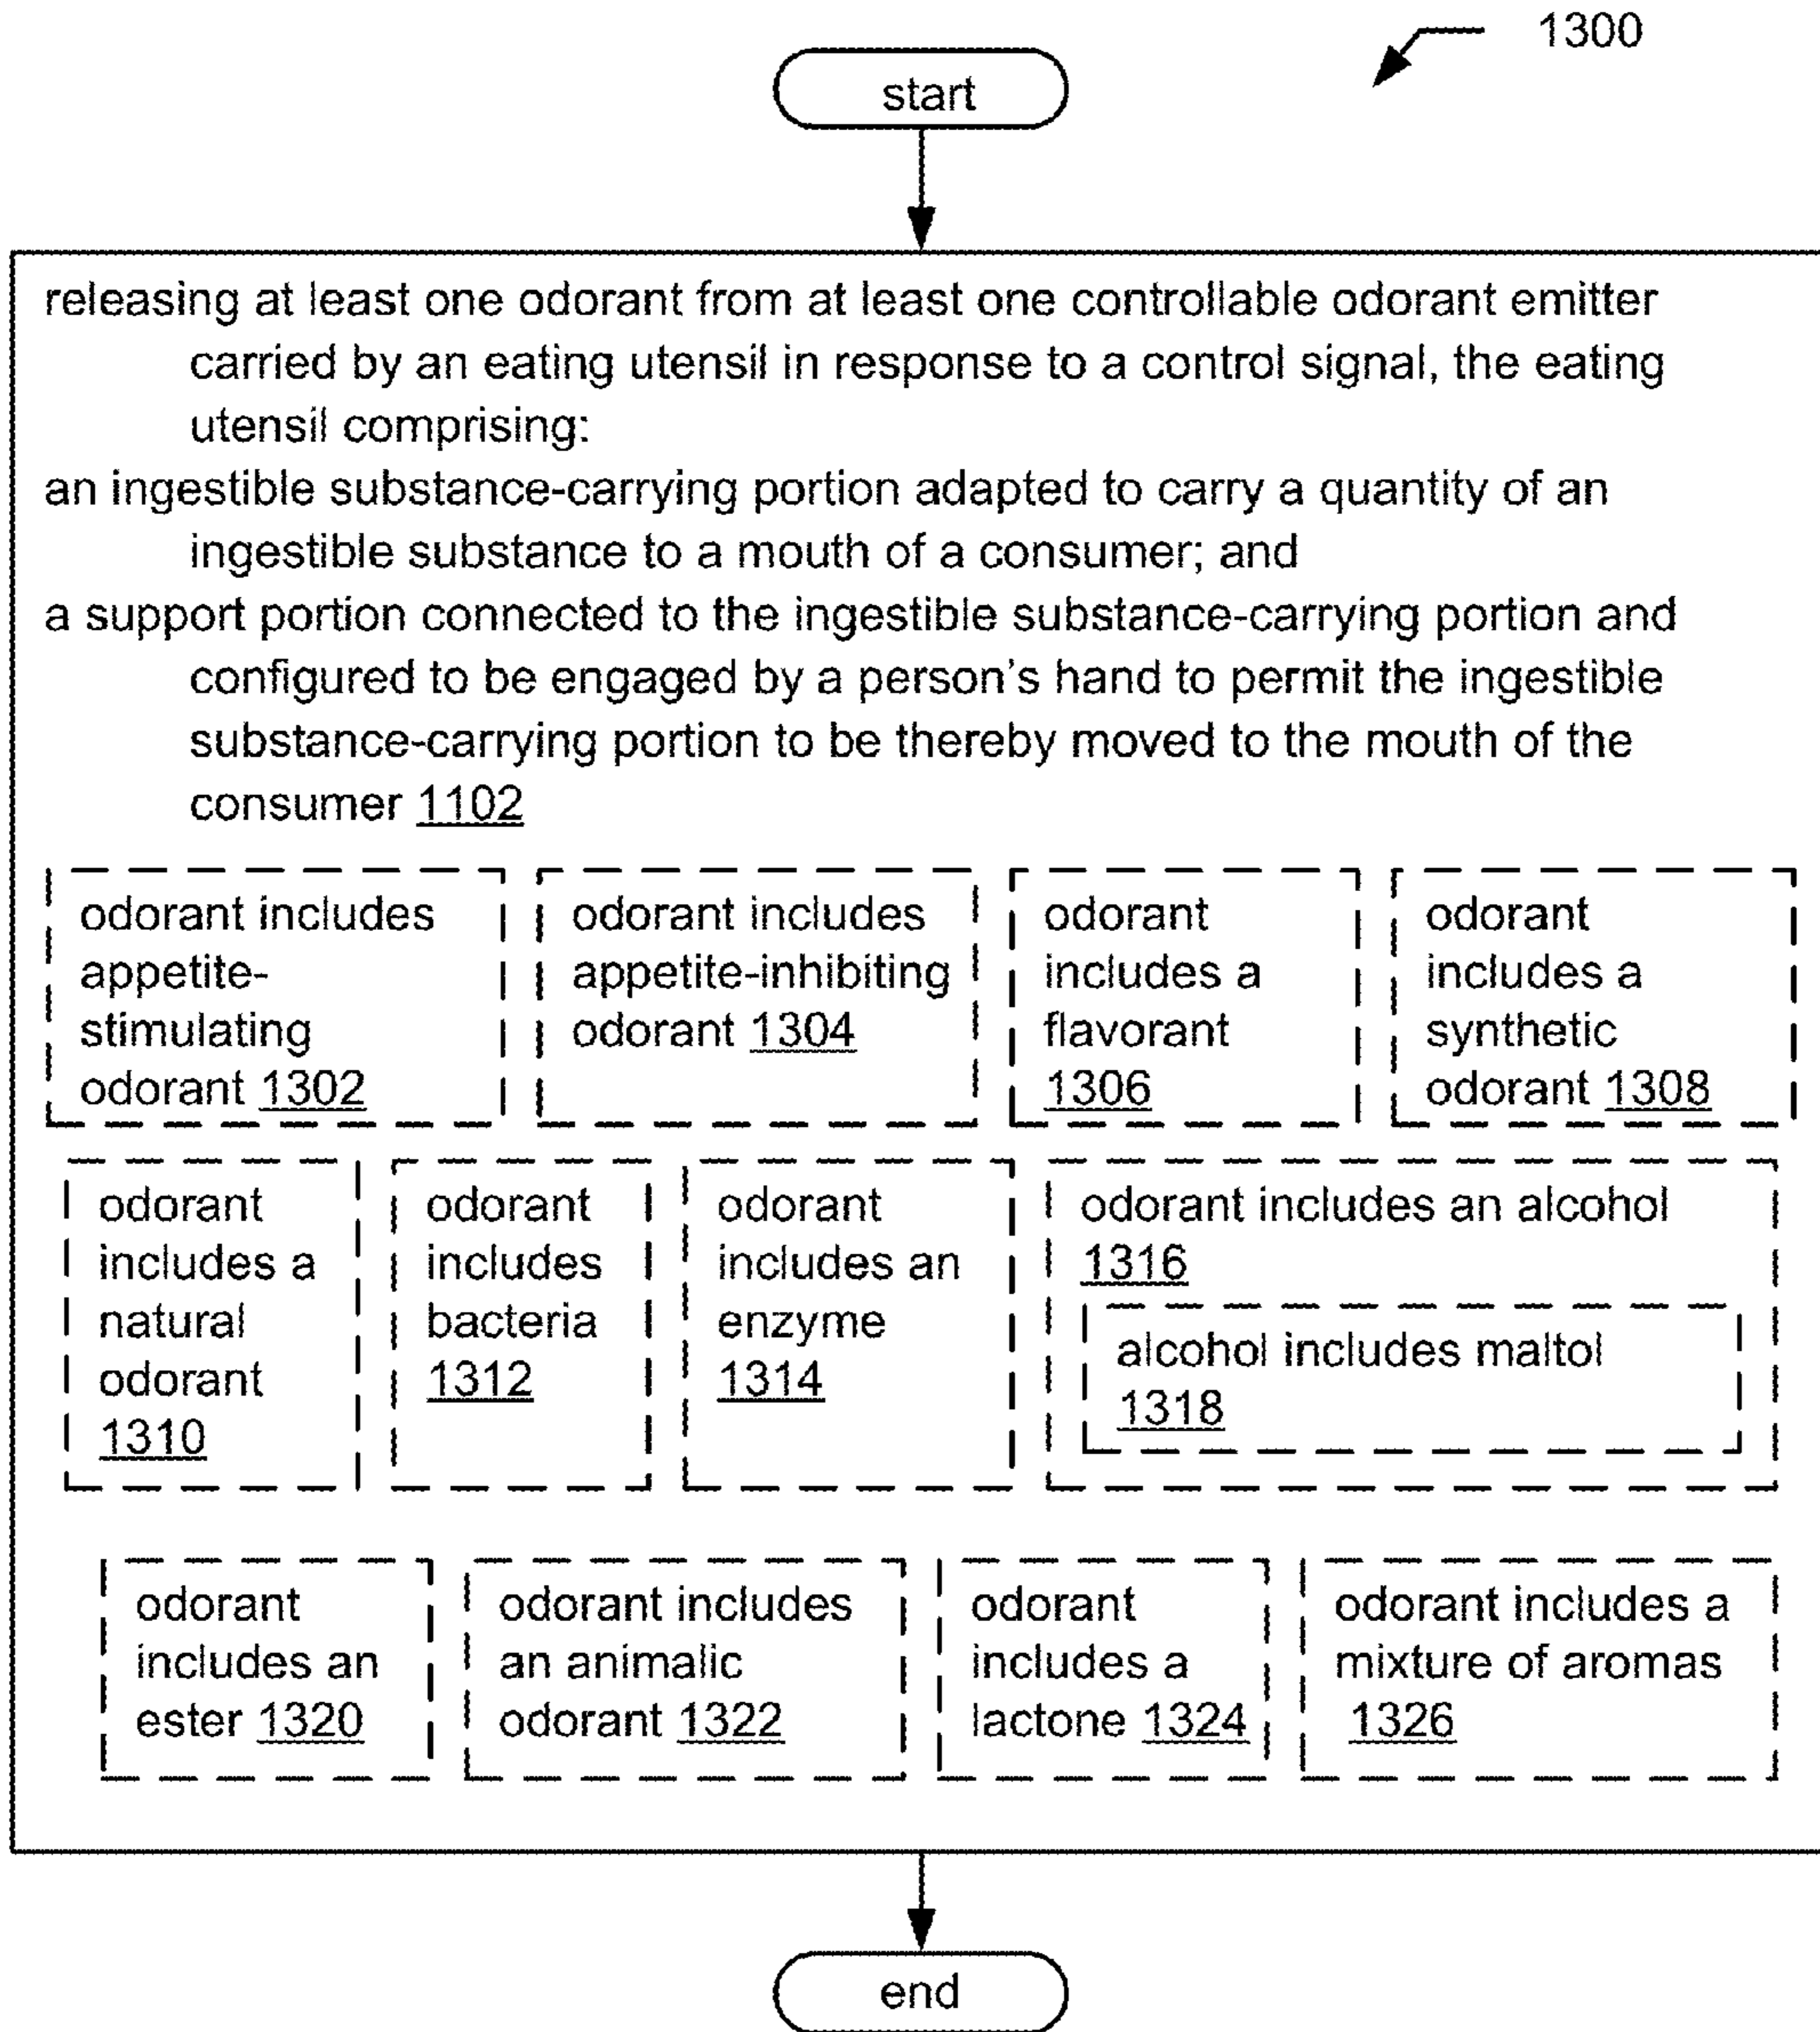 1300
start
releasing at least one odorant from at least one controllable odorant emitter
carried by an eating utensil in response to a control signal, the eating
utensil comprising:
an ingestible substance-carrying portion adapted to carry a quantity of an
ingestible substance to a mouth of a consumer; and
a support portion connected to the ingestible substance-carrying portion and
configured to be engaged by a person's hand to permit the ingestible
substance-carrying portion to be thereby moved to the mouth of the
consumer 1102
odorant includes
appetite-
stimulating
odorant 1302
odorant includes
appetite-inhibiting
odorant 1304
odorant
includes a
flavorant
1306
odorant
includes a
synthetic
odorant 1308
odorant
includes a
natural
odorant
1310
odorant
includes
bacteria
1312
odorant
includes an
enzyme
1314
odorant includes an alcohol
1316
alcohol includes maltol
1318
odorant
includes an
ester 1320
odorant includes
an animalic
odorant 1322
odorant
includes a
lactone 1324
odorant includes a
mixture of aromas
1326
end